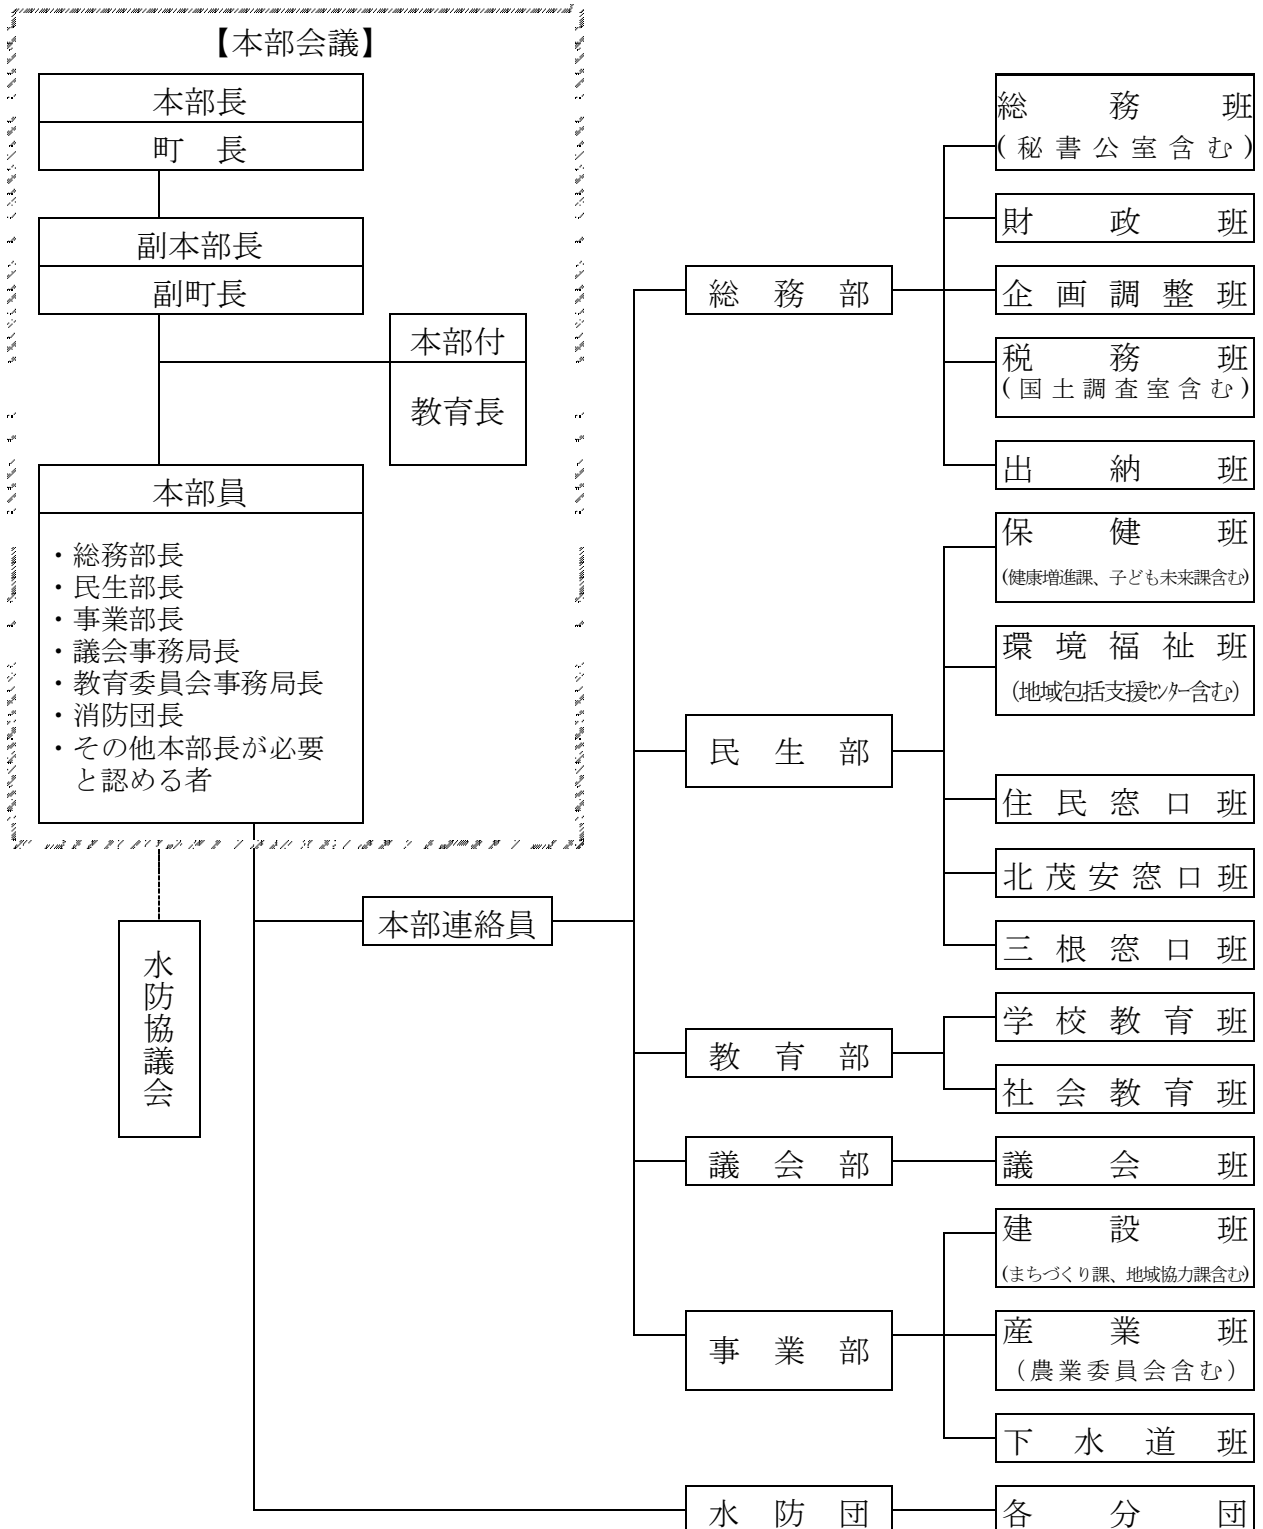 【本部会議】
本部長
町　長
副本部長
副町長
本部付
教育長
本部員
・総務部長
・民生部長
・事業部長
・議会事務局長
・教育委員会事務局長
・消防団長
・その他本部長が必要
と認める者
水防協議会
本部連絡員
総務部
総務班
(秘書公室含む)
財政班
企画調整班
税務班
(国土調査室含む)
出納班
民生部
保健班
(健康増進課、子ども未来課含む)
環境福祉班
(地域包括支援ｾﾝﾀｰ含む)
住民窓口班
北茂安窓口班
三根窓口班
教育部
学校教育班
社会教育班
議会部
議会班
事業部
建設班
(まちづくり課、地域協力課含む)
産業班
(農業委員会含む)
下水道班
水防団
各分団